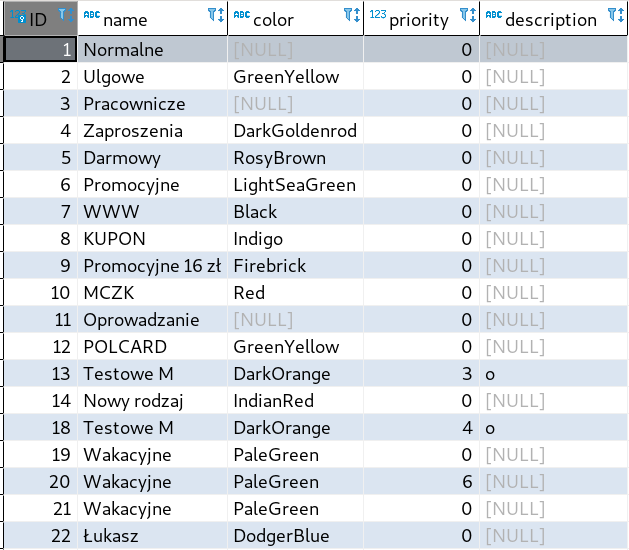 123 ID ABC name ABC color 123 priority ABC description
1 Normalne [NULL] 0 [NULL]
2 Ulgowe GreenYellow 0 [NULL]
3 Pracownicze [NULL] 0 [NULL]
4 Zaproszenia DarkGoldenrod 0 [NULL]
5 Darmowy RosyBrown 0 [NULL]
6 Promocyjne LightSeaGreen 0 [NULL]
7 WWW Black 0 [NULL]
8 KUPON Indigo 0 [NULL]
9 Promocyjne 16 zł Firebrick 0 [NULL]
10 MCZK Red 0 [NULL]
11 Oprowadzanie [NULL] 0 [NULL]
12 POLCARD GreenYellow 0 [NULL]
13 Testowe M DarkOrange 3 o
14 Nowy rodzaj IndianRed 0 [NULL]
18 Testowe M DarkOrange 4 o
19 Wakacyjne PaleGreen 0 [NULL]
20 Wakacyjne PaleGreen 6 [NULL]
21 Wakacyjne PaleGreen 0 [NULL]
22 Łukasz DodgerBlue 0 [NULL]